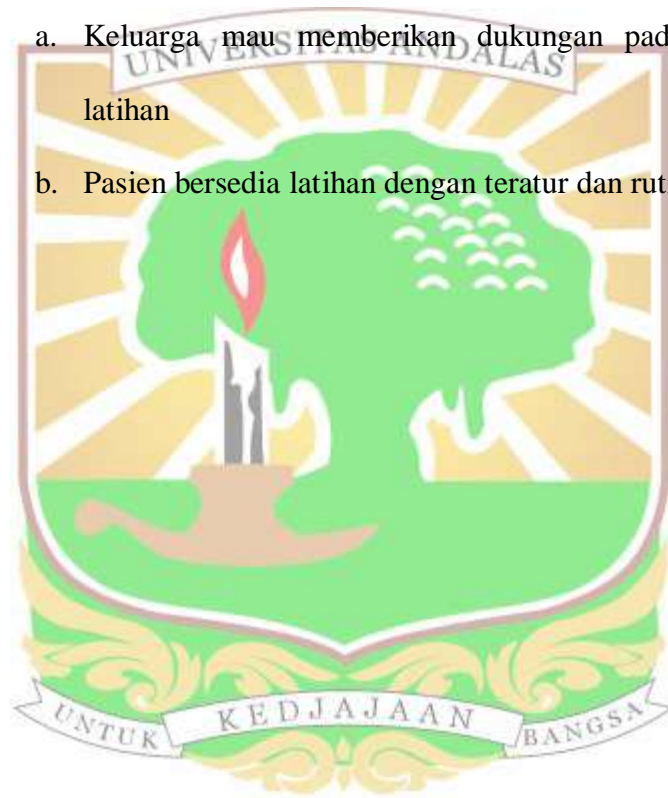 a. Keluarga mau memberikan dukungan pad
UNIVERSITAS ANDALAS
latihan
b. Pasien bersedia latihan dengan teratur dan rut
UNTUK KEDJAJAAN BANGSA